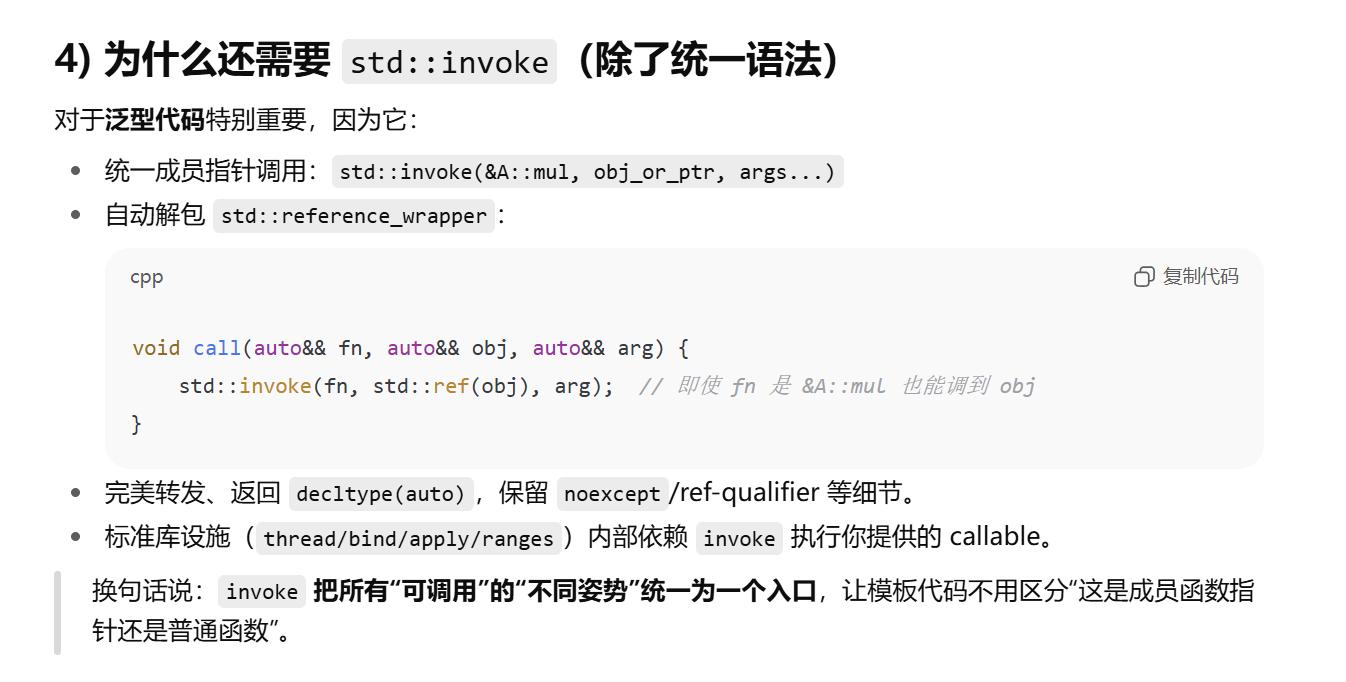 4) 为什么还需要 std::invoke（除了统一语法）
对于泛型代码特别重要，因为它：
• 统一成员指针调用： std::invoke(&A::mul, obj_or_ptr, args...)
• 自动解包 std::reference_wrapper：
cpp 复制代码
void call(auto&& fn, auto&& obj, auto&& arg) {
    std::invoke(fn, std::ref(obj), arg);  // 即使 fn 是 &A::mul 也能调到 obj
}
• 完美转发、返回 decltype(auto)，保留 noexcept/ref-qualifier 等细节。
• 标准库设施（thread/bind/apply/ranges）内部依赖 invoke 执行你提供的 callable。
换句话说： invoke 把所有“可调用”的“不同姿势”统一为一个入口，让模板代码不用区分“这是成员函数指
针还是普通函数”。